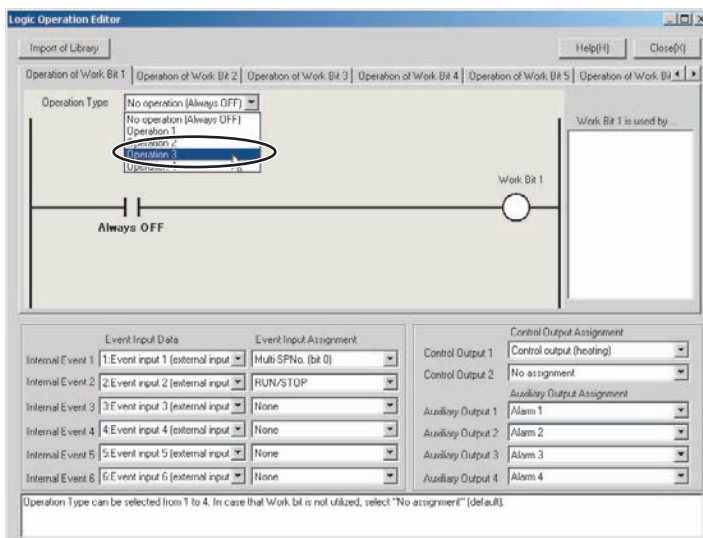 Logic Operation Editor
Import of Library
Help(H)
Close(X)
Operation of Work Bit 1
Operation of Work Bit 2
Operation of Work Bit 3
Operation of Work Bit 4
Operation of Work Bit 5
Operation of Work Bi
Operation Type
No operation (Always OFF)
No operation (Always OFF)
Operation 1
Operation 2
Operation 3
Work Bit 1 is used by ...
Work Bit 1
Always OFF
Event Input Data
Event Input Assignment
Internal Event 1
1:Event input 1 (external input
Multi-SPNo. (bit 0)
Internal Event 2
2:Event input 2 (external input
RUN/STOP
Internal Event 3
3:Event input 3 (external input
None
Internal Event 4
4:Event input 4 (external input
None
Internal Event 5
5:Event input 5 (external input
None
Internal Event 6
6:Event input 6 (external input
None
Control Output Assignment
Control Output 1
Control output (heating)
Control Output 2
No assignment
Auxiliary Output Assignment
Auxiliary Output 1
Alarm 1
Auxiliary Output 2
Alarm 2
Auxiliary Output 3
Alarm 3
Auxiliary Output 4
Alarm 4
Operation Type can be selected from 1 to 4. In case that Work bit is not utilized, select "No assignment" (default).